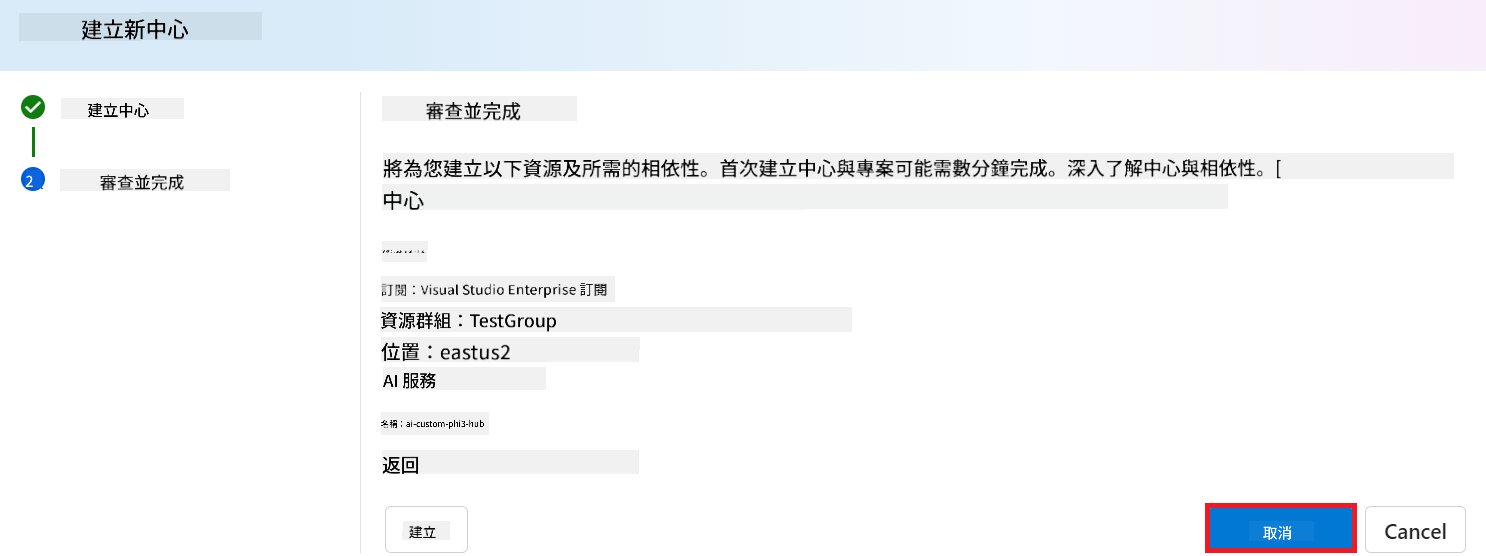 建立新中心
建立中心
2
審查並完成
審查並完成
將為您建立以下資源及所需的相依性。首次建立中心與專案可能需數分鐘完成。深入了解中心與相依性。[
中心
訂閱：Visual Studio Enterprise 訂閱
資源群組：TestGroup
位置：eastus2
AI 服務
名稱：ai-custom-phi3-hub
返回
建立
取消
Cancel